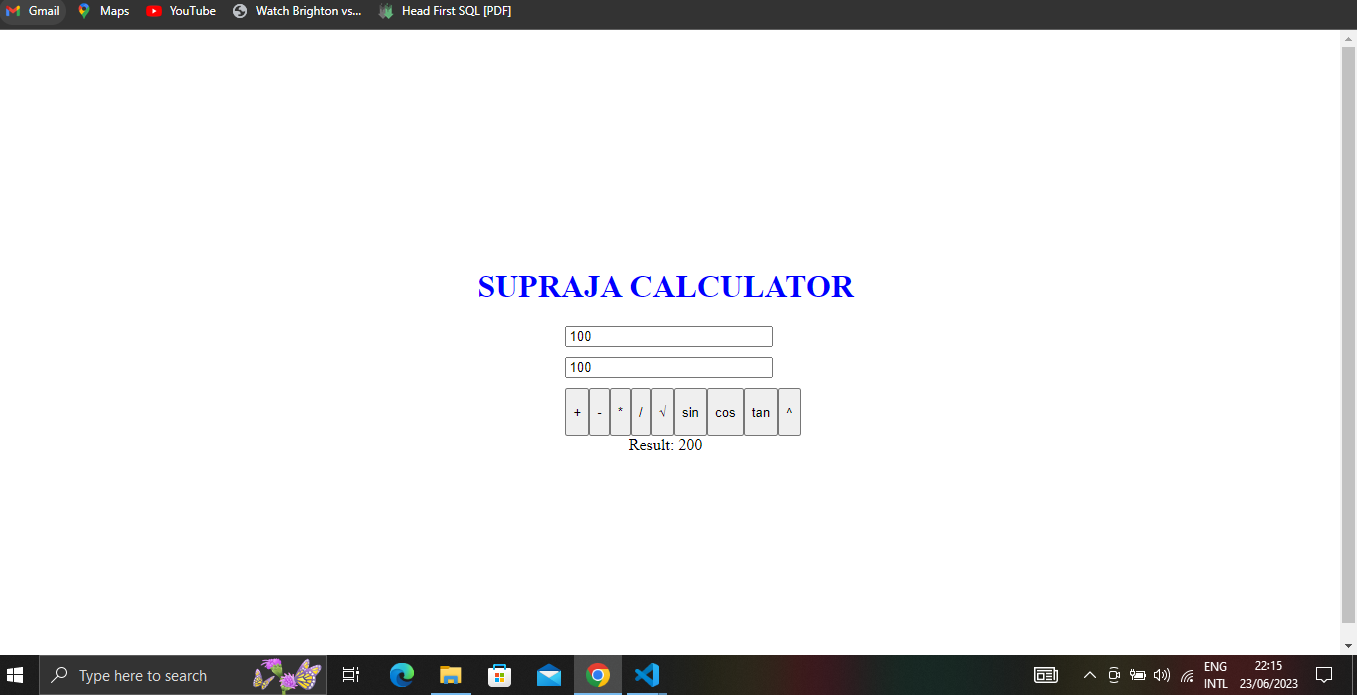 Gmail Maps YouTube Watch Brighton vs... Head First SQL [PDF]
SUPRAJA CALCULATOR
100
100
+ - * / √ sin cos tan ^
Result: 200
Type here to search
ENG 22:15
INTL 23/06/2023